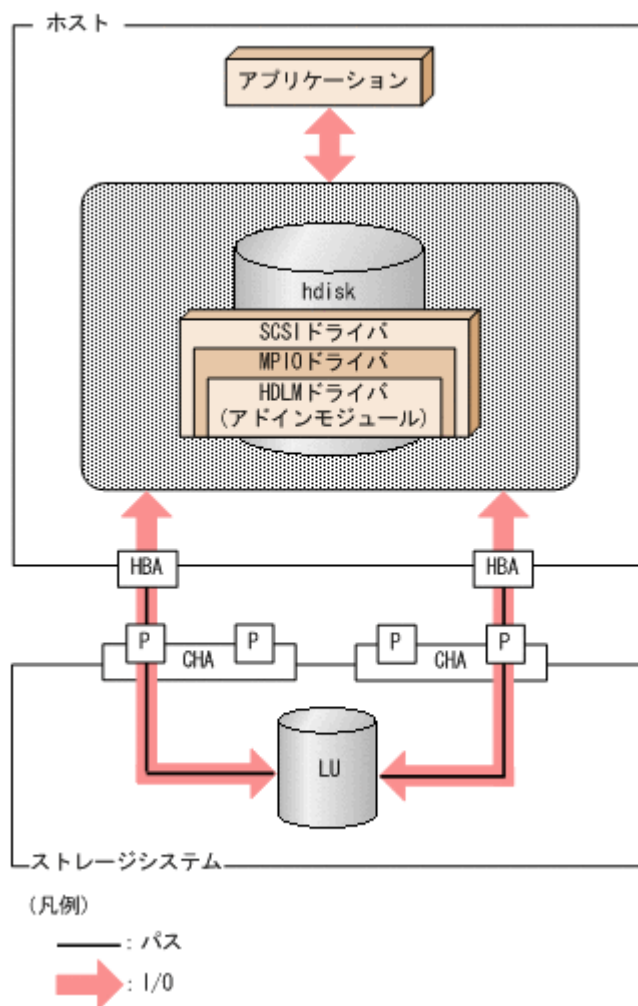 ホスト
アプリケーション
hdisk
SCSIドライバ
MPIOドライバ
HDLMドライバ
(アドインモジュール)
HBA
HBA
P
P
P
P
CHA
CHA
LU
ストレージシステム
(凡例)
: パス
: I/O